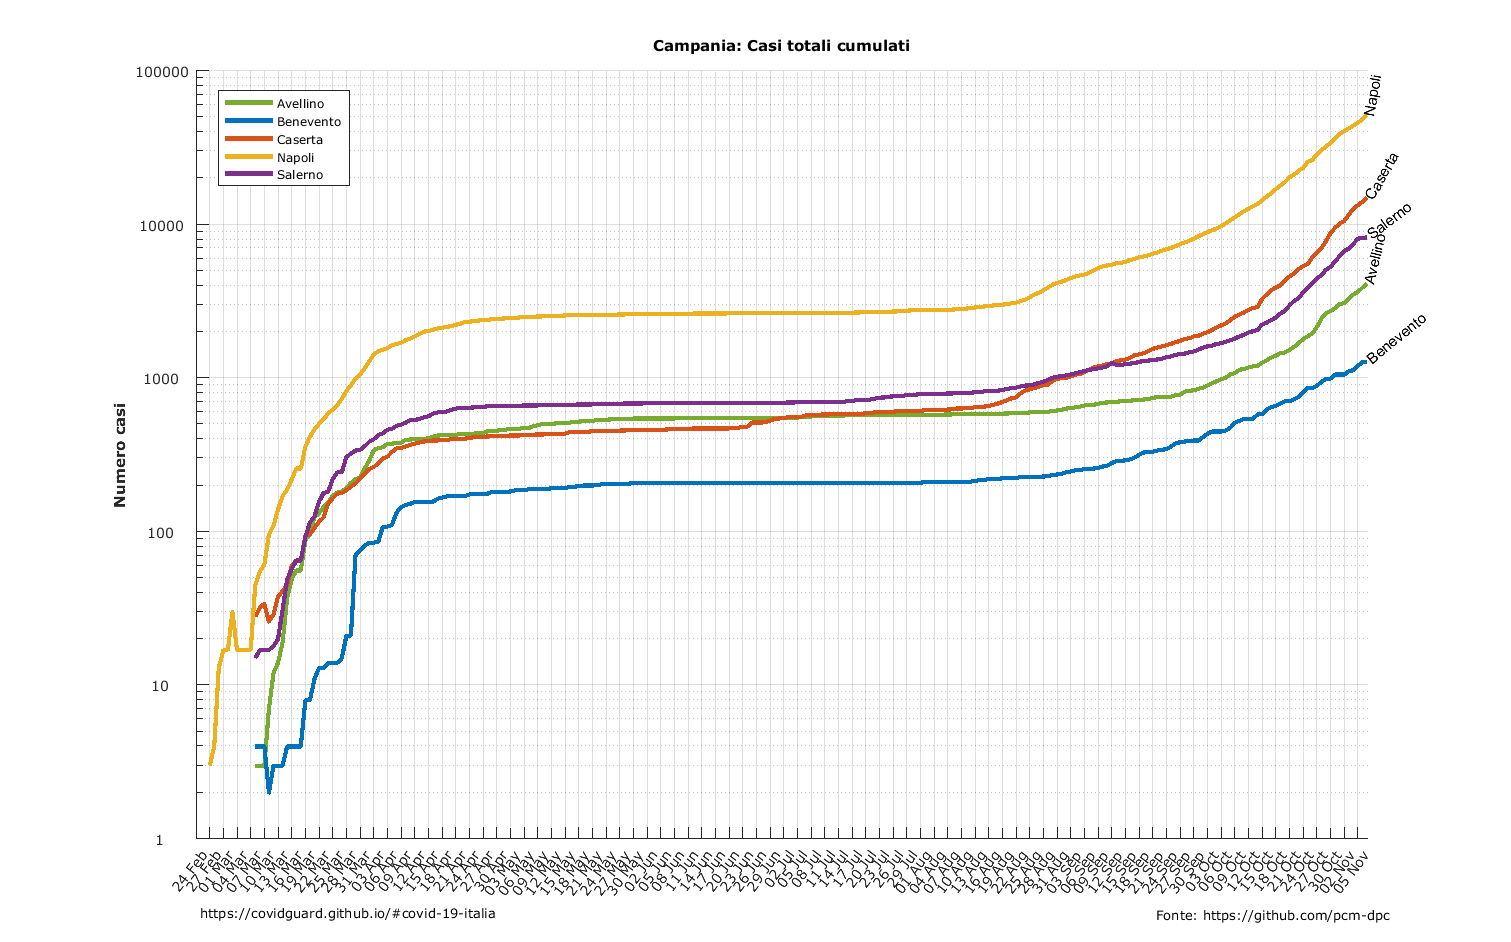 Campania: Casi totali cumulati
100000
10000
1000
100
10
1
Numero casi
Avellino
Benevento
Caserta
Napoli
Salerno
Napoli
Caserta
Salerno
Avellino
Benevento
24 Feb
27 Feb
01 Mar
04 Mar
07 Mar
10 Mar
13 Mar
16 Mar
19 Mar
22 Mar
25 Mar
28 Mar
31 Mar
03 Apr
06 Apr
09 Apr
12 Apr
15 Apr
18 Apr
21 Apr
24 Apr
27 Apr
30 Apr
03 May
06 May
09 May
12 May
15 May
18 May
21 May
24 May
27 May
30 May
02 Jun
05 Jun
08 Jun
11 Jun
14 Jun
17 Jun
20 Jun
23 Jun
26 Jun
29 Jun
02 Jul
05 Jul
08 Jul
11 Jul
14 Jul
17 Jul
20 Jul
23 Jul
26 Jul
29 Jul
01 Aug
04 Aug
07 Aug
10 Aug
13 Aug
16 Aug
19 Aug
22 Aug
25 Aug
28 Aug
31 Aug
03 Sep
06 Sep
09 Sep
12 Sep
15 Sep
18 Sep
21 Sep
24 Sep
27 Sep
30 Sep
03 Oct
06 Oct
09 Oct
12 Oct
15 Oct
18 Oct
21 Oct
24 Oct
27 Oct
30 Oct
02 Nov
05 Nov
https://covidguard.github.io/#covid-19-italia
Fonte: https://github.com/pcm-dpc